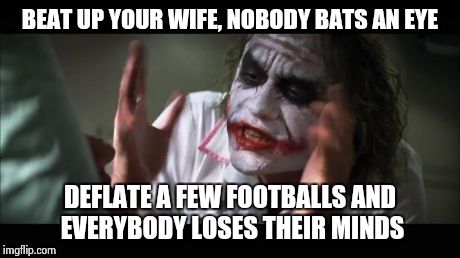 BEAT UP YOUR WIFE, NOBODY BATS AN EYE
DEFLATE A FEW FOOTBALLS AND
EVERYBODY LOSES THEIR MINDS
imgflip.com